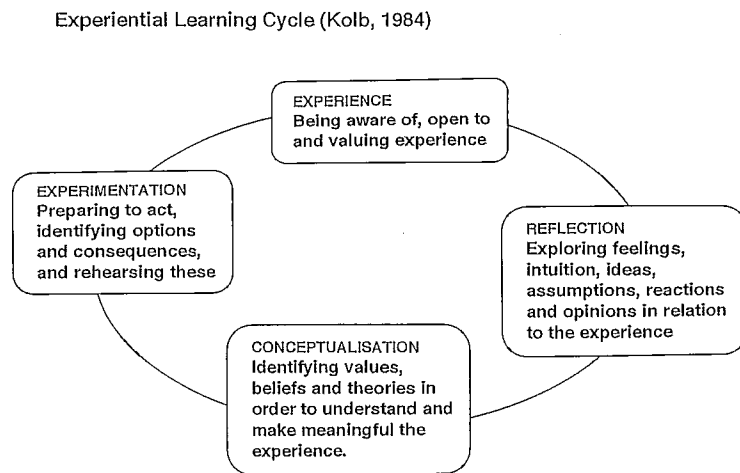 Experiential Learning Cycle (Kolb, 1984)
EXPERIENCE
Being aware of, open to
and valuing experience
REFLECTION
Exploring feelings,
intuition, ideas,
assumptions, reactions
and opinions in relation
to the experience
CONCEPTUALISATION
Identifying values,
beliefs and theories in
order to understand and
make meaningful the
experience.
EXPERIMENTATION
Preparing to act,
identifying options
and consequences,
and rehearsing these